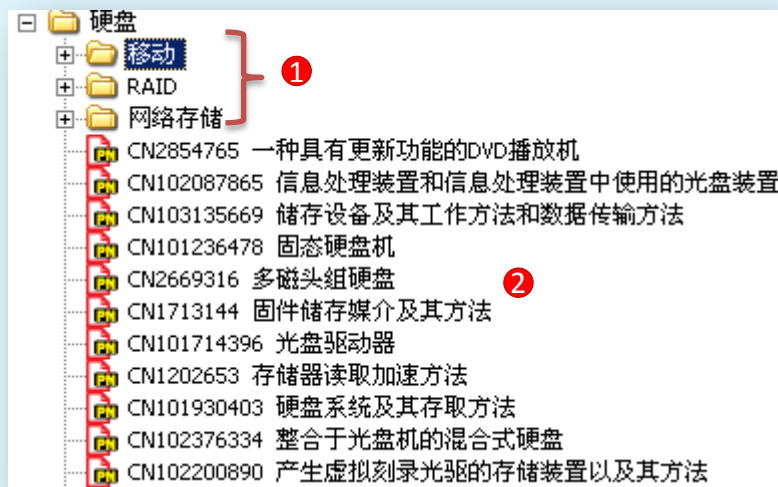 硬盘
移动
RAID
网络存储
1
CN2854765 一种具有更新功能的DVD播放机
CN102087865 信息处理装置和信息处理装置中使用的光盘装置
CN103135669 储存设备及其工作方法和数据传输方法
CN101236478 固态硬盘机
CN2669316 多磁头组硬盘
2
CN1713144 固件储存媒介及其方法
CN101714396 光盘驱动器
CN1202653 存储器读取加速方法
CN101930403 硬盘系统及其存取方法
CN102376334 整合于光盘机的混合式硬盘
CN102200890 产生虚拟刻录光驱的存储装置以及其方法